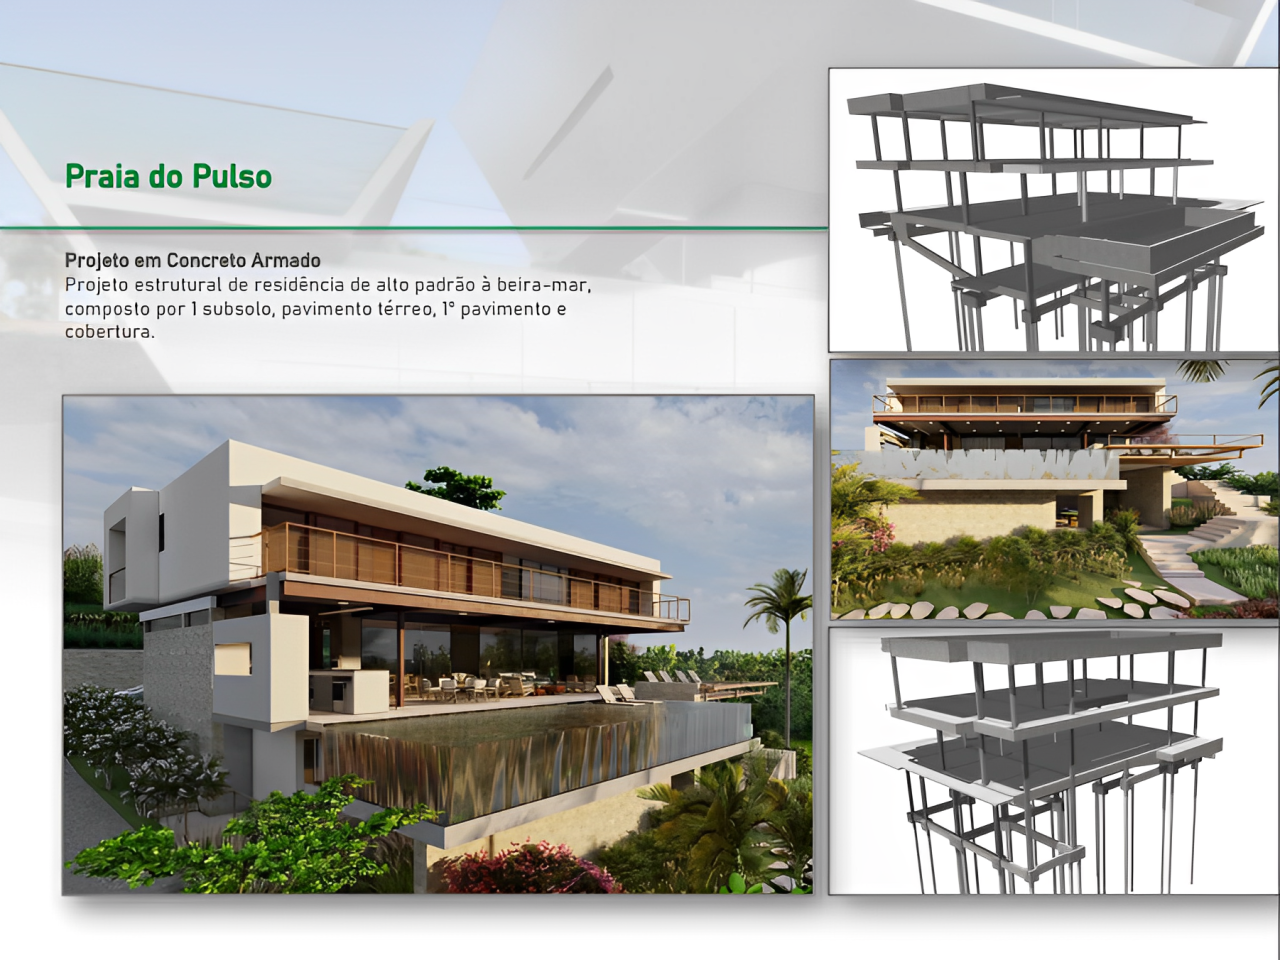 Praia do Pulso
Projeto em Concreto Armado
Projeto estrutural de residência de alto padrão à beira-mar,
composto por 1 subsolo, pavimento térreo, 1° pavimento e
cobertura.